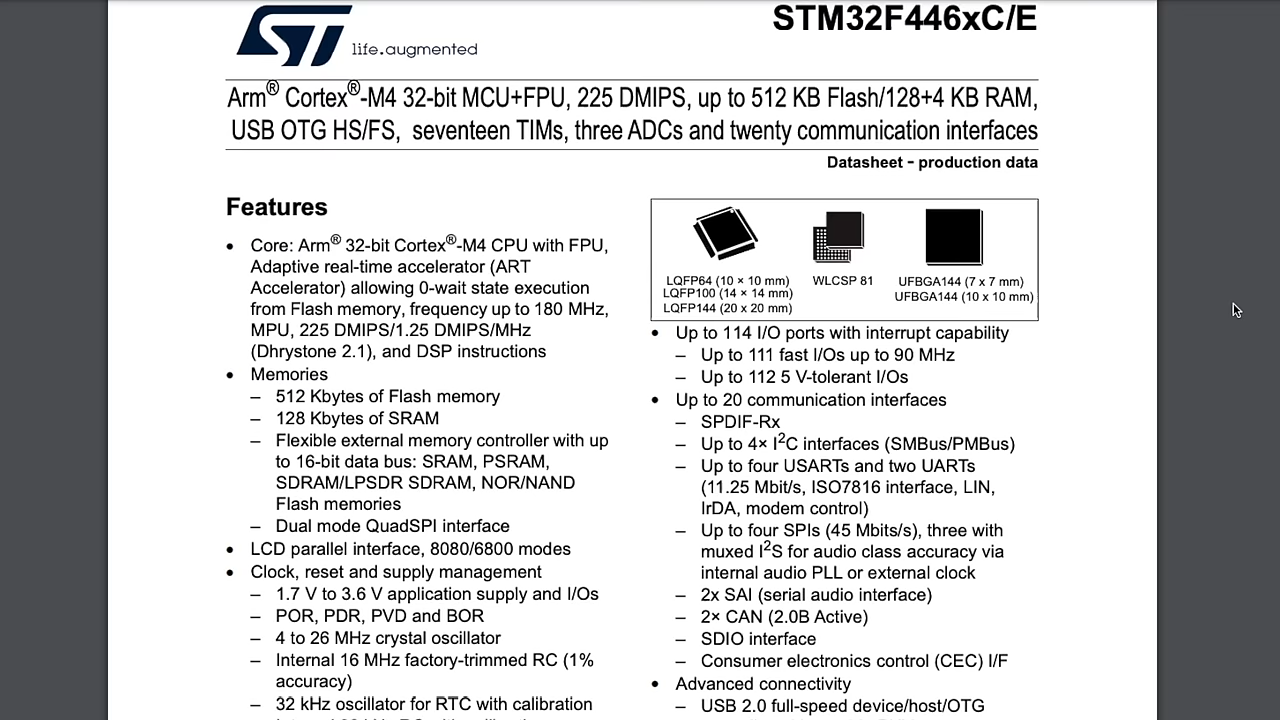 ST life.augmented
STM32F446xC/E
Arm® Cortex®-M4 32-bit MCU+FPU, 225 DMIPS, up to 512 KB Flash/128+4 KB RAM,
USB OTG HS/FS, seventeen TIMs, three ADCs and twenty communication interfaces
Datasheet - production data
Features
• Core: Arm® 32-bit Cortex®-M4 CPU with FPU,
Adaptive real-time accelerator (ART
Accelerator) allowing 0-wait state execution
from Flash memory, frequency up to 180 MHz,
MPU, 225 DMIPS/1.25 DMIPS/MHz
(Dhrystone 2.1), and DSP instructions
• Memories
– 512 Kbytes of Flash memory
– 128 Kbytes of SRAM
– Flexible external memory controller with up
to 16-bit data bus: SRAM, PSRAM,
SDRAM/LPSDR SDRAM, NOR/NAND
Flash memories
– Dual mode QuadSPI interface
• LCD parallel interface, 8080/6800 modes
• Clock, reset and supply management
– 1.7 V to 3.6 V application supply and I/Os
– POR, PDR, PVD and BOR
– 4 to 26 MHz crystal oscillator
– Internal 16 MHz factory-trimmed RC (1%
accuracy)
– 32 kHz oscillator for RTC with calibration
LQFP64 (10 × 10 mm)
LQFP100 (14 × 14 mm)
LQFP144 (20 x 20 mm)
WLCSP 81
UFBGA144 (7 x 7 mm)
UFBGA144 (10 x 10 mm)
• Up to 114 I/O ports with interrupt capability
– Up to 111 fast I/Os up to 90 MHz
– Up to 112 5 V-tolerant I/Os
• Up to 20 communication interfaces
– SPDIF-Rx
– Up to 4× I²C interfaces (SMBus/PMBus)
– Up to four USARTs and two UARTs
(11.25 Mbit/s, ISO7816 interface, LIN,
IrDA, modem control)
– Up to four SPIs (45 Mbits/s), three with
muxed I²S for audio class accuracy via
internal audio PLL or external clock
– 2x SAI (serial audio interface)
– 2× CAN (2.0B Active)
– SDIO interface
– Consumer electronics control (CEC) I/F
• Advanced connectivity
– USB 2.0 full-speed device/host/OTG